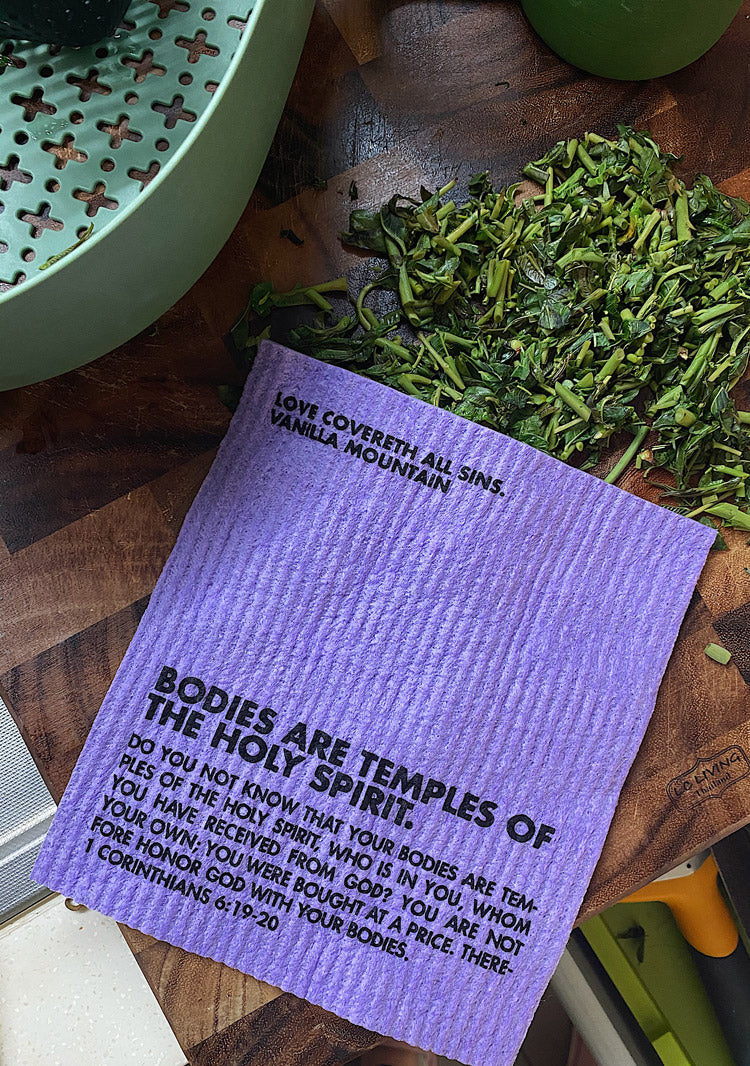 LOVE COVERETH ALL SINS.
VANILLA MOUNTAIN
BODIES ARE TEMPLES OF
THE HOLY SPIRIT.
DO YOU NOT KNOW THAT YOUR BODIES ARE TEM-
PLES OF THE HOLY SPIRIT, WHO IS IN YOU, WHOM
YOU HAVE RECEIVED FROM GOD? YOU ARE NOT
YOUR OWN; YOU WERE BOUGHT AT A PRICE. THERE-
FORE HONOR GOD WITH YOUR BODIES.
1 CORINTHIANS 6:19-20
LC LIVING
thailand